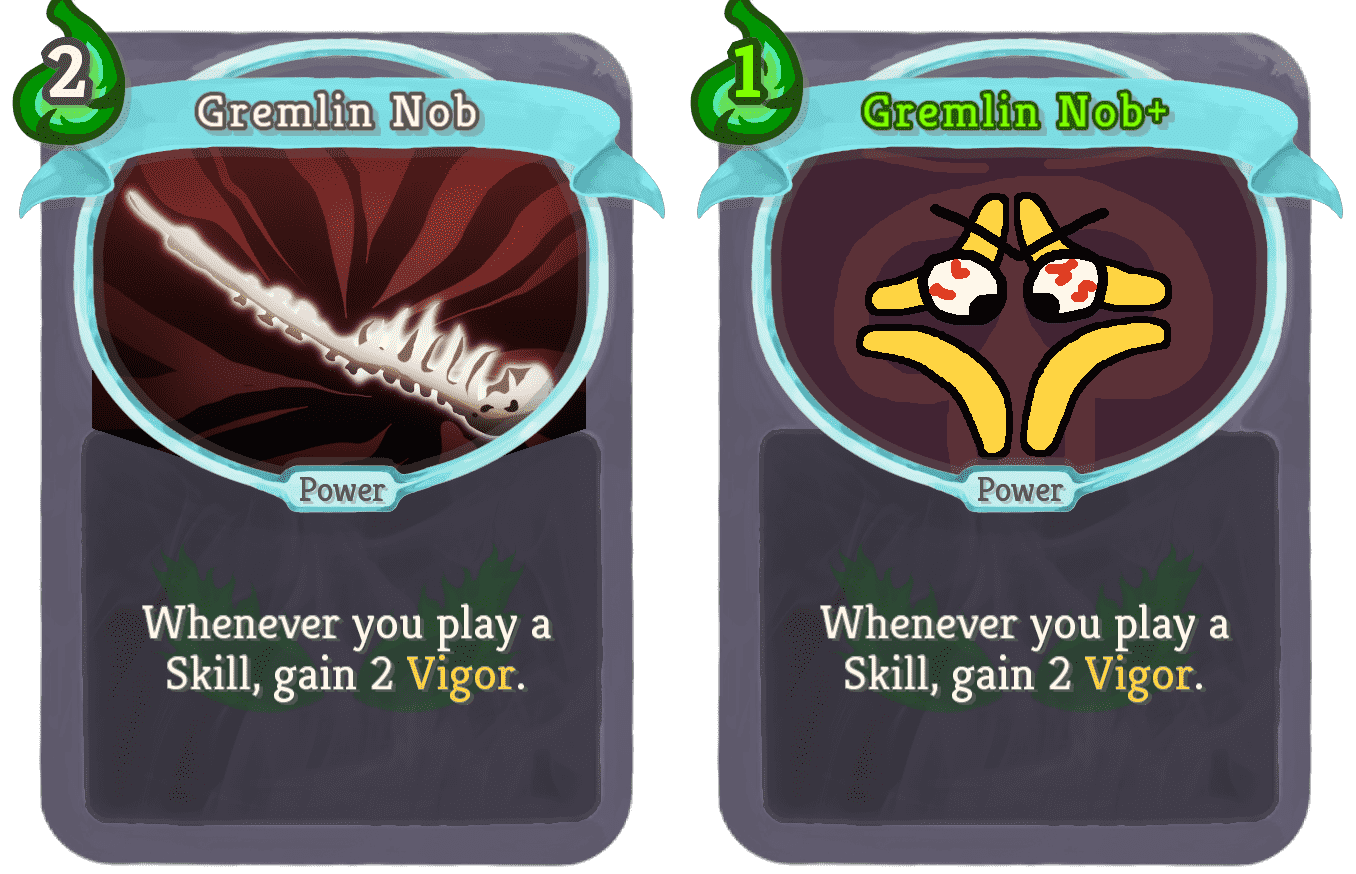 2
Gremlin Nob
Power
Whenever you play a
Skill, gain 2 Vigor.
1
Gremlin Nob+
Power
Whenever you play a
Skill, gain 2 Vigor.